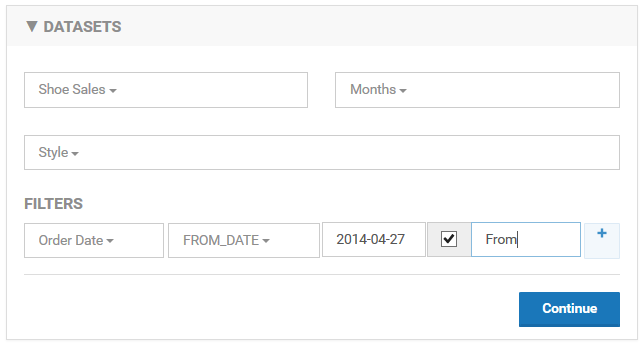 ▼ DATASETS
Shoe Sales Months
Style
FILTERS
Order Date FROM_DATE 2014-04-27 From +
Continue